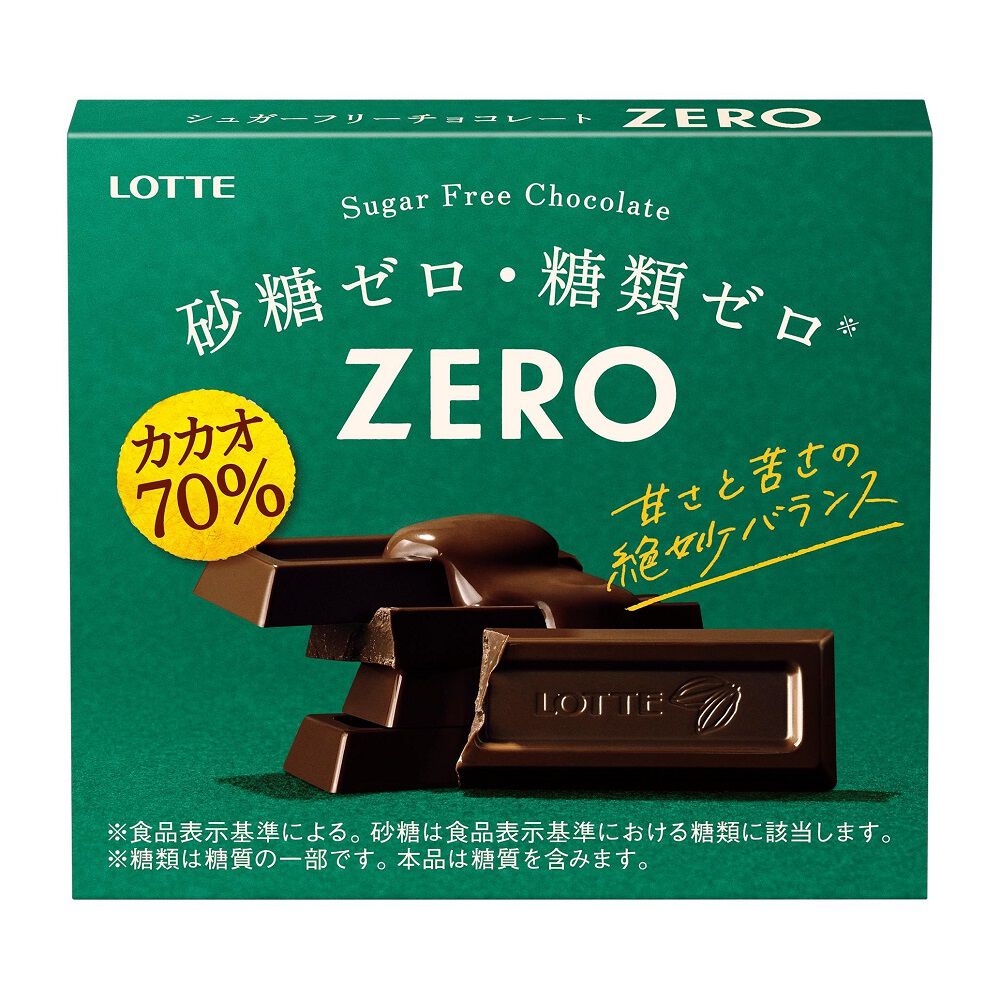 シュガーフリーチョコレート ZERO
LOTTE
Sugar Free Chocolate
砂糖ゼロ・糖類ゼロ※
ZERO
カカオ
70%
甘さと苦さの
絶妙バランス
LOTTE
※食品表示基準による。砂糖は食品表示基準における糖類に該当します。
※糖類は糖質の一部です。本品は糖質を含みます。